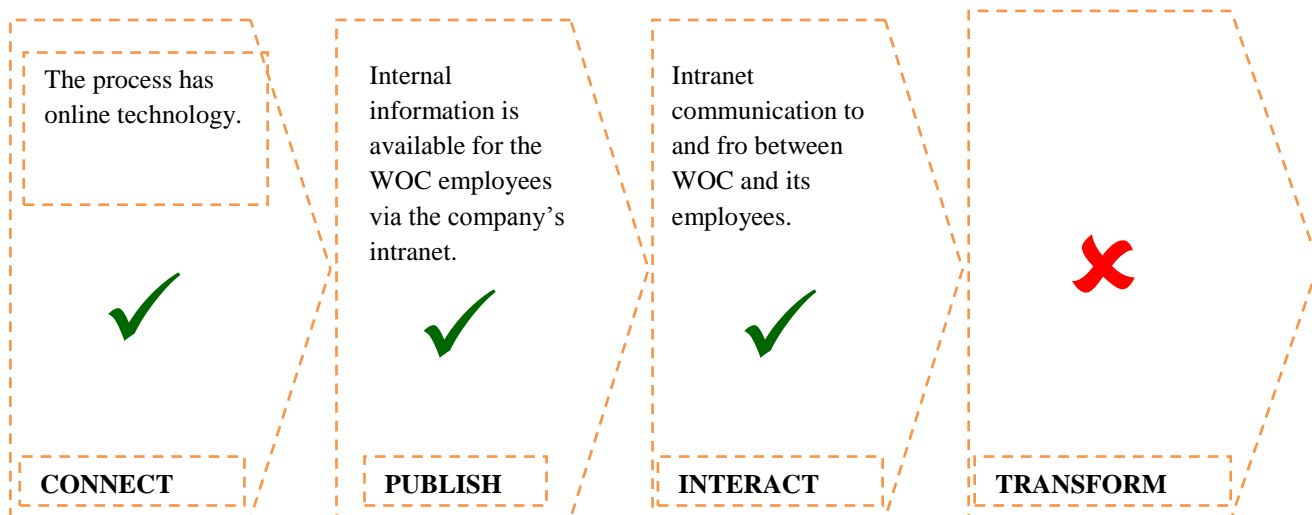 The process has
online technology.
CONNECT
Internal
information is
available for the
WOC employees
via the company’s
intranet.
PUBLISH
Intranet
communication to
and fro between
WOC and its
employees.
INTERACT
TRANSFORM